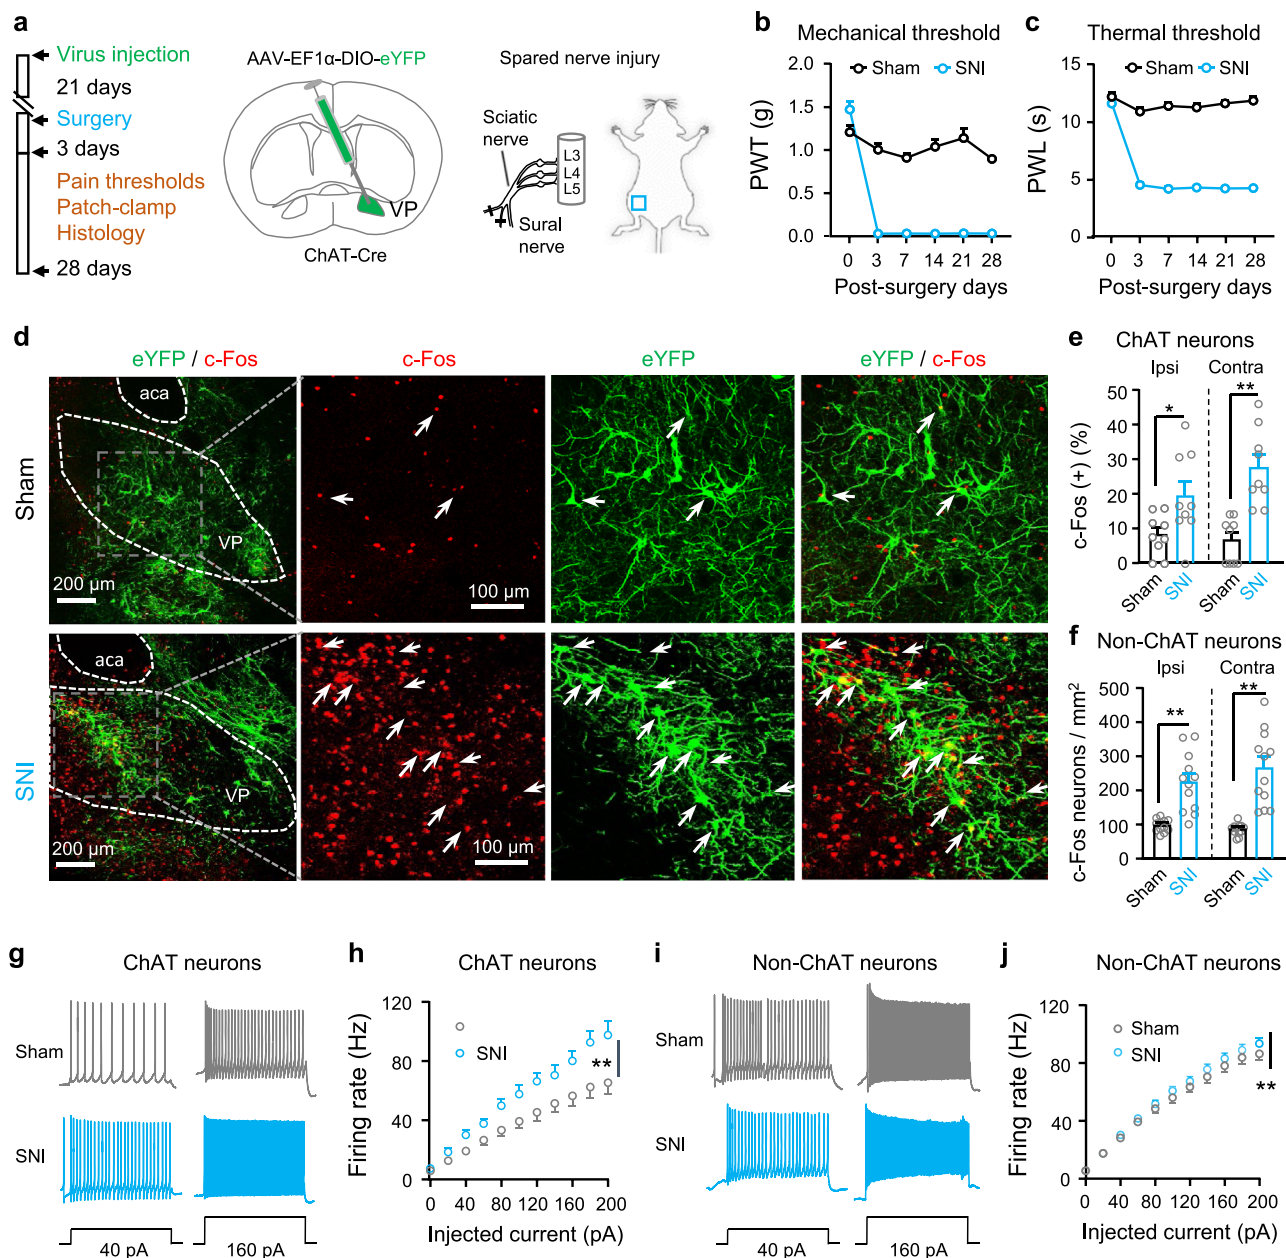 a
Virus injection
21 days
Surgery
3 days
Pain thresholds
Patch-clamp
Histology
28 days
AAV-EF1α-DIO-eYFP
VP
ChAT-Cre
Spared nerve injury
Sciatic
nerve
L3
L4
L5
Sural
nerve
b
Mechanical threshold
Sham SNI
PWT (g)
2.0
1.5
1.0
0.5
0.0
0 3 7 14 21 28
Post-surgery days
c
Thermal threshold
Sham SNI
PWL (s)
15
10
5
0
0 3 7 14 21 28
Post-surgery days
d
eYFP / c-Fos c-Fos eYFP eYFP / c-Fos
Sham
aca
VP
200 µm
100 µm
SNI
aca
VP
200 µm
100 µm
e
ChAT neurons
Ipsi Contra
* **
c-Fos (+) (%)
50
40
30
20
10
0
Sham SNI Sham SNI
f
Non-ChAT neurons
Ipsi Contra
** **
c-Fos neurons / mm²
500
400
300
200
100
0
Sham SNI Sham SNI
g
ChAT neurons
Sham
SNI
40 pA 160 pA
h
ChAT neurons
Firing rate (Hz)
120
80
40
0
SNI
**
0 40 80 120 160 200
Injected current (pA)
i
Non-ChAT neurons
Sham
SNI
40 pA 160 pA
j
Non-ChAT neurons
Firing rate (Hz)
120
80
40
0
Sham
SNI
**
0 40 80 120 160 200
Injected current (pA)